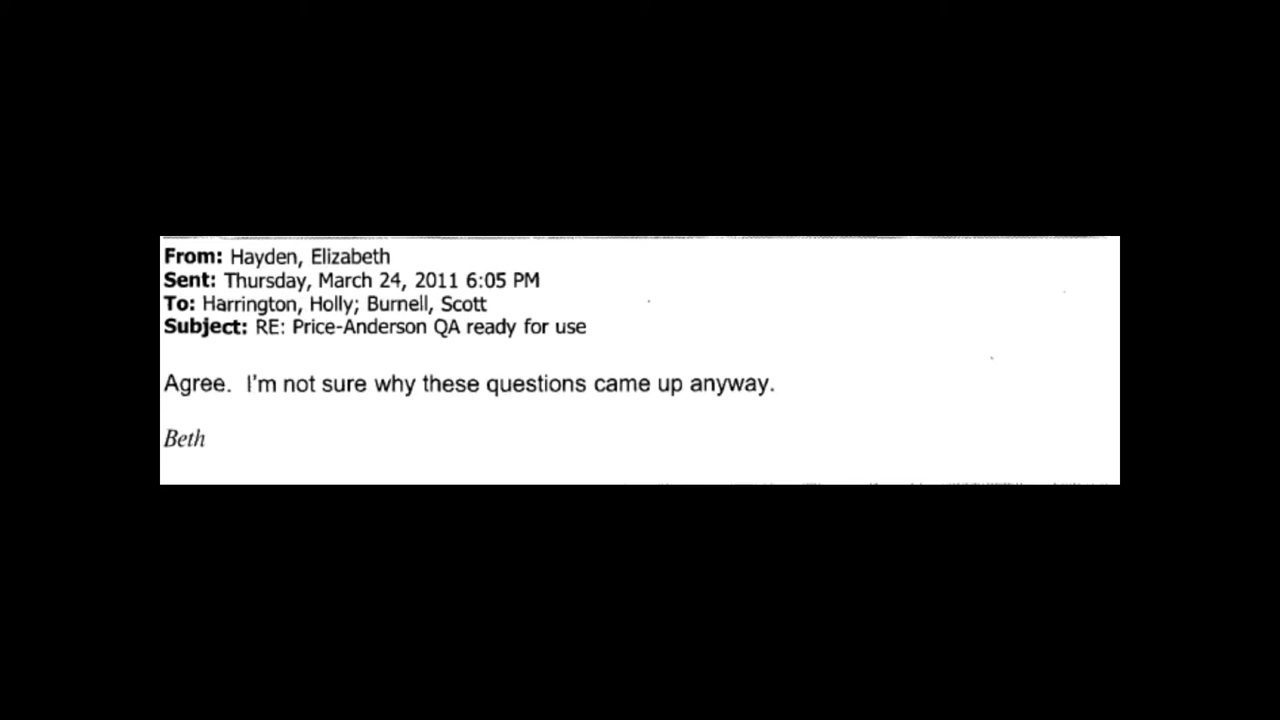 From: Hayden, Elizabeth
Sent: Thursday, March 24, 2011 6:05 PM
To: Harrington, Holly; Burnell, Scott
Subject: RE: Price-Anderson QA ready for use
Agree. I'm not sure why these questions came up anyway.
Beth